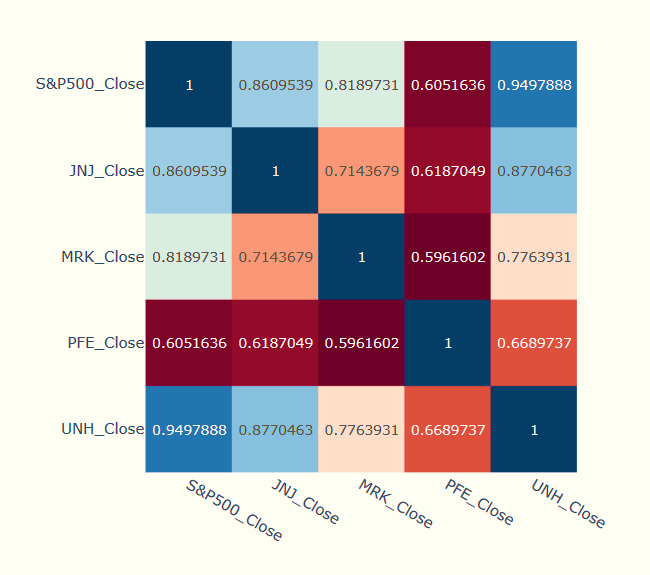 S&P500_Close 1 0.8609539 0.8189731 0.6051636 0.9497888
JNJ_Close 0.8609539 1 0.7143679 0.6187049 0.8770463
MRK_Close 0.8189731 0.7143679 1 0.5961602 0.7763931
PFE_Close 0.6051636 0.6187049 0.5961602 1 0.6689737
UNH_Close 0.9497888 0.8770463 0.7763931 0.6689737 1
S&P500_Close JNJ_Close MRK_Close PFE_Close UNH_Close